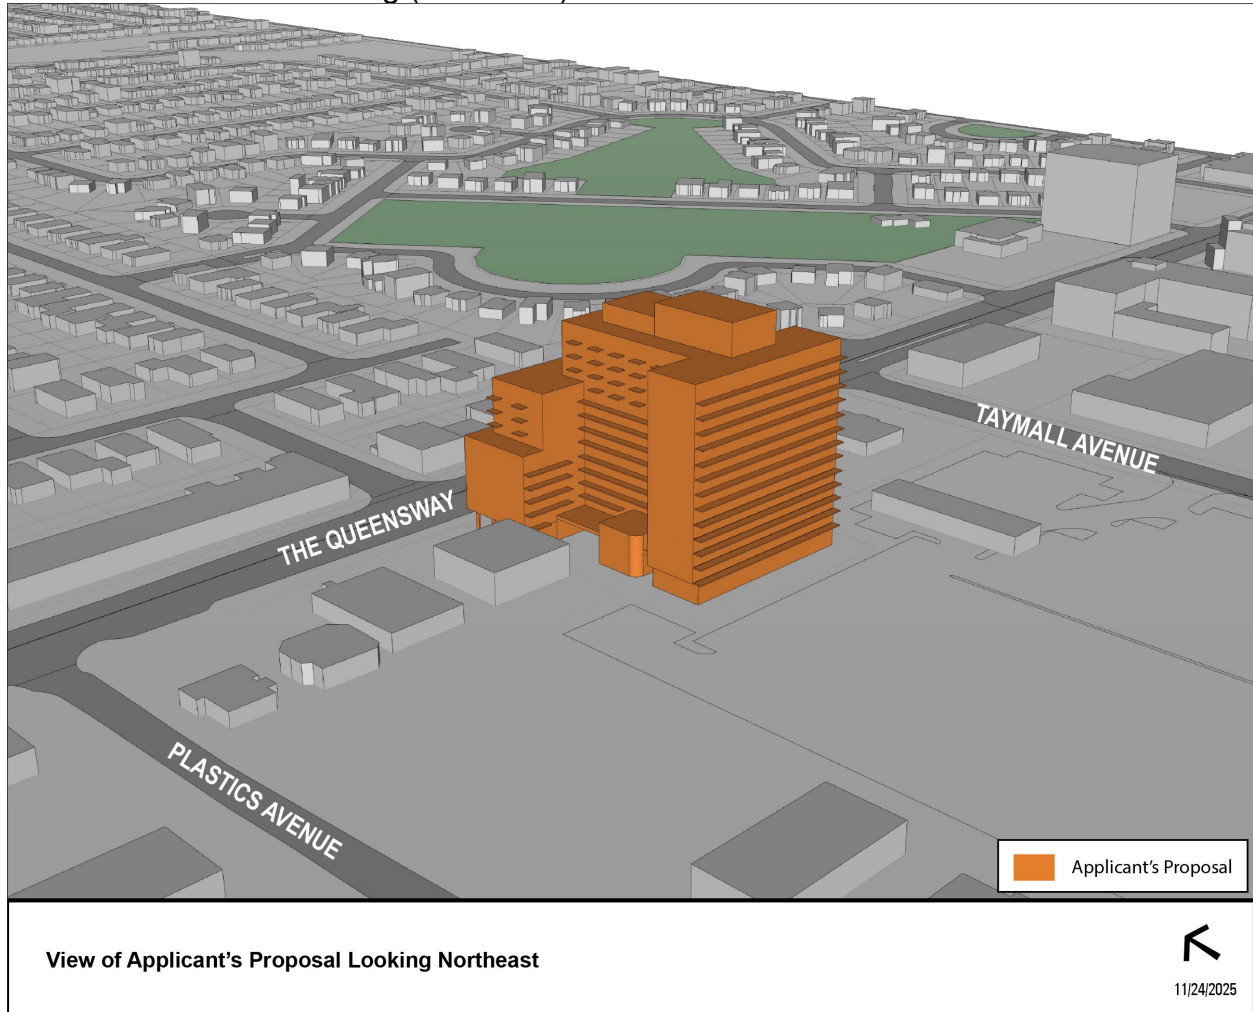 THE QUEENSWAY
TAYMALL AVENUE
PLASTICS AVENUE
Applicant's Proposal
View of Applicant's Proposal Looking Northeast
11/24/2025